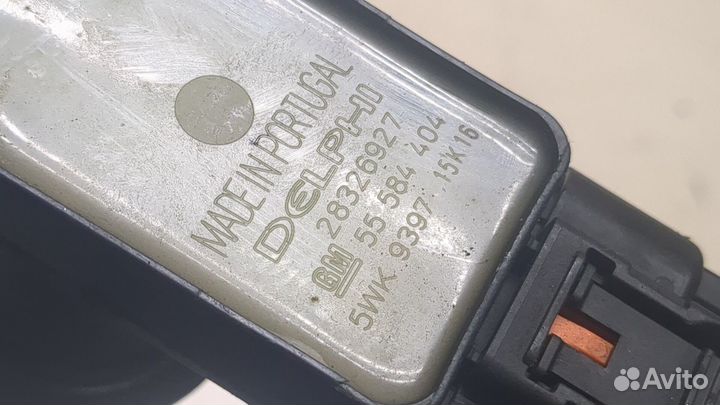 MADE IN PORTUGAL
DELPHI
28326927
GM 55 584 404
5WK 9397 15K16
Avito